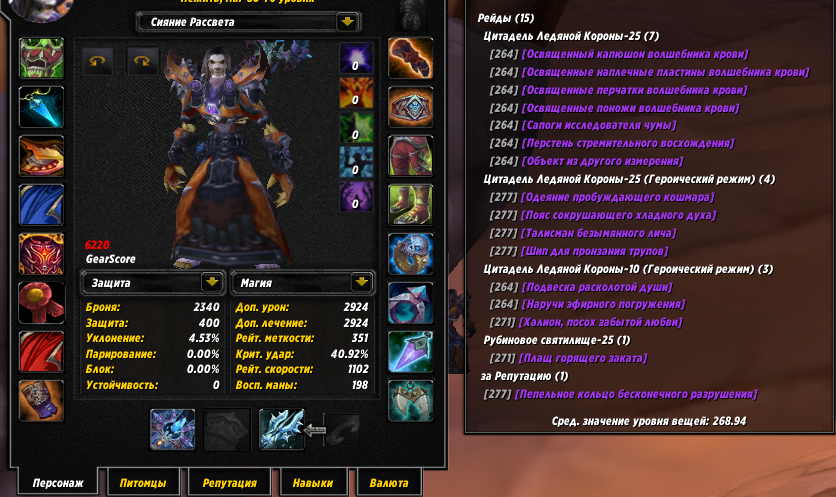 Нежить, Маг 80-го уровня
Сияние Рассвета
0
0
0
0
0
6220
GearScore
Защита
Магия
Броня: 2340
Защита: 400
Уклонение: 4.53%
Парирование: 0.00%
Блок: 0.00%
Устойчивость: 0
Доп. урон: 2924
Доп. лечение: 2924
Рейт. меткости: 351
Крит. удар: 40.92%
Рейт. скорости: 1102
Восп. маны: 198
Персонаж
Питомцы
Репутация
Навыки
Валюта
Рейды (15)
Цитадель Ледяной Короны-25 (7)
[264] [Освященный капюшон волшебника крови]
[264] [Освященные наплечные пластины волшебника крови]
[264] [Освященные перчатки волшебника крови]
[264] [Освященные поножи волшебника крови]
[264] [Сапоги исследователя чумы]
[264] [Перстень стремительного восхождения]
[264] [Объект из другого измерения]
Цитадель Ледяной Короны-25 (Героический режим) (4)
[277] [Одеяние пробуждающего кошмара]
[277] [Пояс сокрушающего хладного духа]
[277] [Талисман безымянного лича]
[277] [Шип для пронзания трупов]
Цитадель Ледяной Короны-10 (Героический режим) (3)
[264] [Подвеска расколотой души]
[264] [Наручи эфирного погружения]
[271] [Халион, посох забытой любви]
Рубиновое святилище-25 (1)
[271] [Плащ горящего заката]
за Репутацию (1)
[277] [Пепельное кольцо бесконечного разрушения]
Сред. значение уровня вещей: 268.94